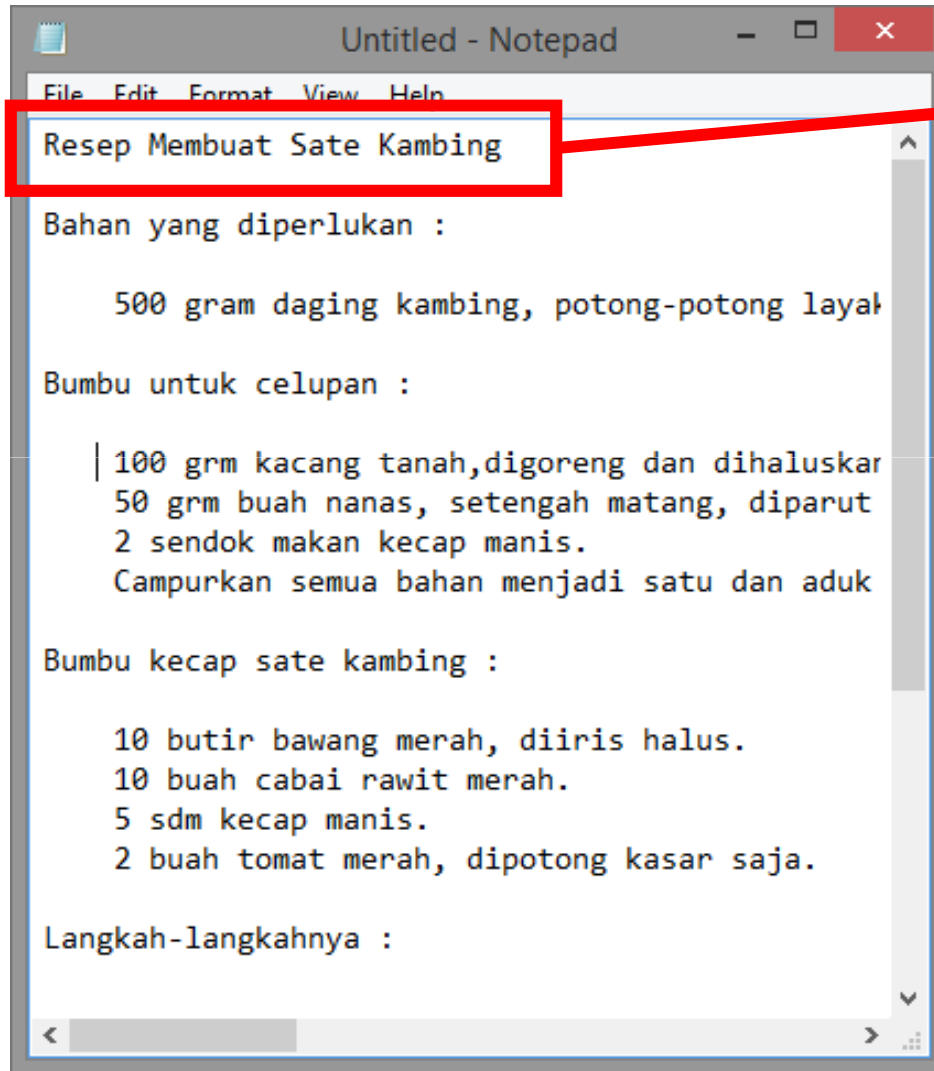 Untitled - Notepad
File Edit Format View Help
Resep Membuat Sate Kambing
Bahan yang diperlukan :
500 gram daging kambing, potong-potong
Bumbu untuk celupan :
100 grm kacang tanah,digoreng dan
50 grm buah nanas, setengah matang, diparut
2 sendok makan kecap manis.
Campurkan semua bahan menjadi satu dan aduk
Bumbu kecap sate kambing :
10 butir bawang merah, diiris halus.
10 buah cabai rawit merah.
5 sdm kecap manis.
2 buah tomat merah, dipotong kasar saja.
Langkah-langkahnya :